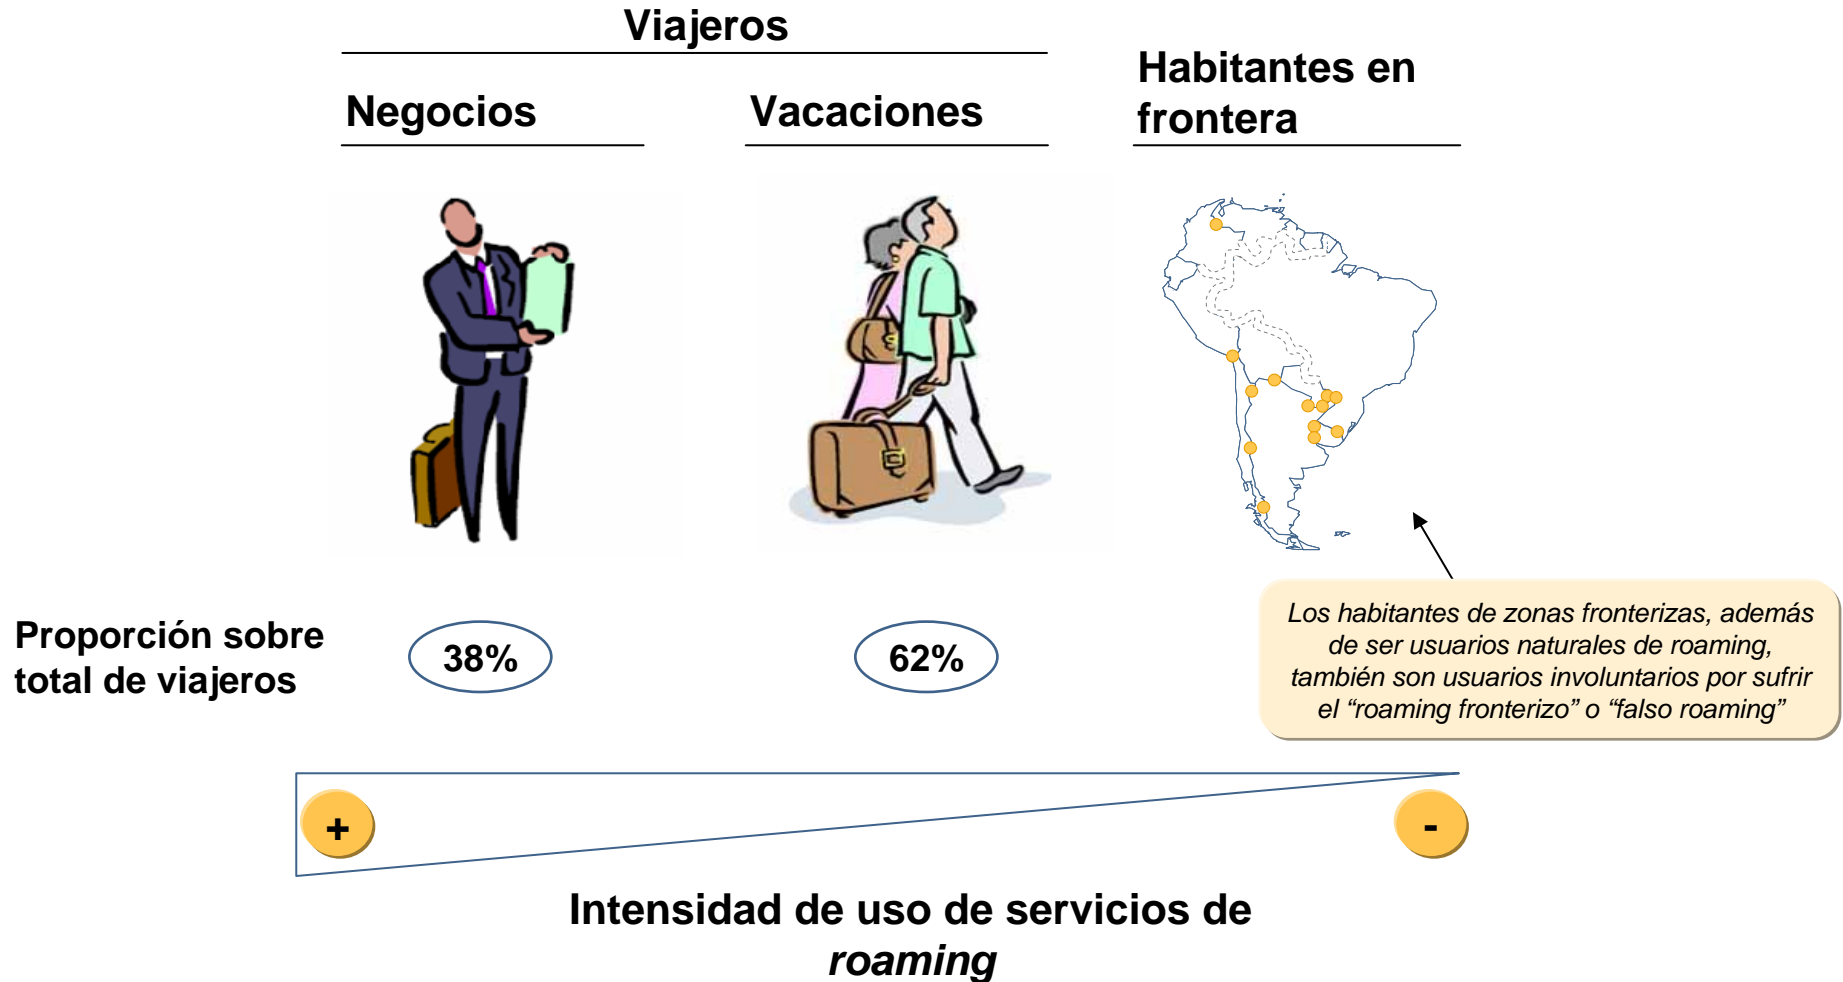 Viajeros
Negocios
Vacaciones
Habitantes en
frontera
Proporción sobre
total de viajeros
38%
62%
Los habitantes de zonas fronterizas, además
de ser usuarios naturales de roaming,
también son usuarios involuntarios por sufrir
el “roaming fronterizo” o “falso roaming”
+
-
Intensidad de uso de servicios de
roaming